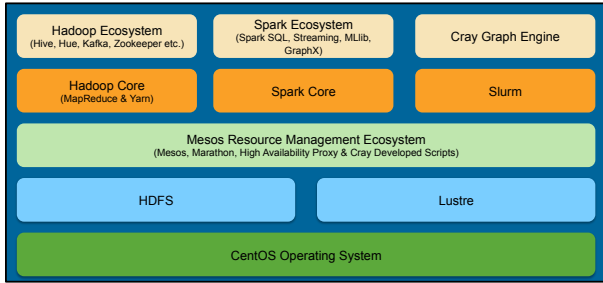 Hadoop Ecosystem
(Hive, Hue, Kafka, Zookeeper etc.)
Spark Ecosystem
(Spark SQL, Streaming, MLlib,
GraphX)
Cray Graph Engine
Hadoop Core
(MapReduce & Yarn)
Spark Core
Slurm
Mesos Resource Management Ecosystem
(Mesos, Marathon, High Availability Proxy & Cray Developed Scripts)
HDFS
Lustre
CentOS Operating System